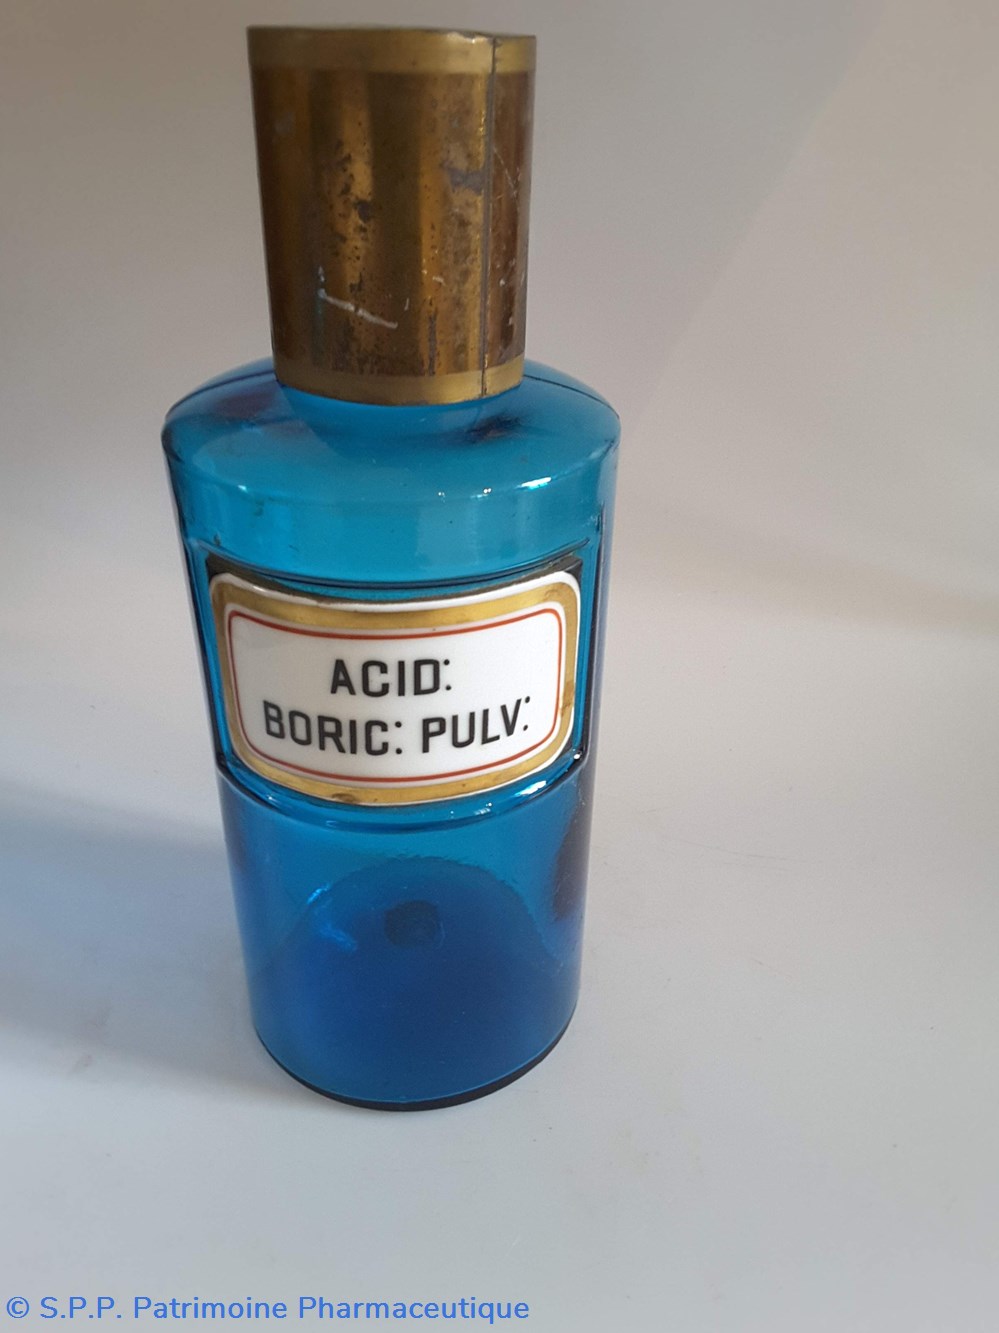 ACID:
BORIC: PULV:
© S.P.P. Patrimoine Pharmaceutique